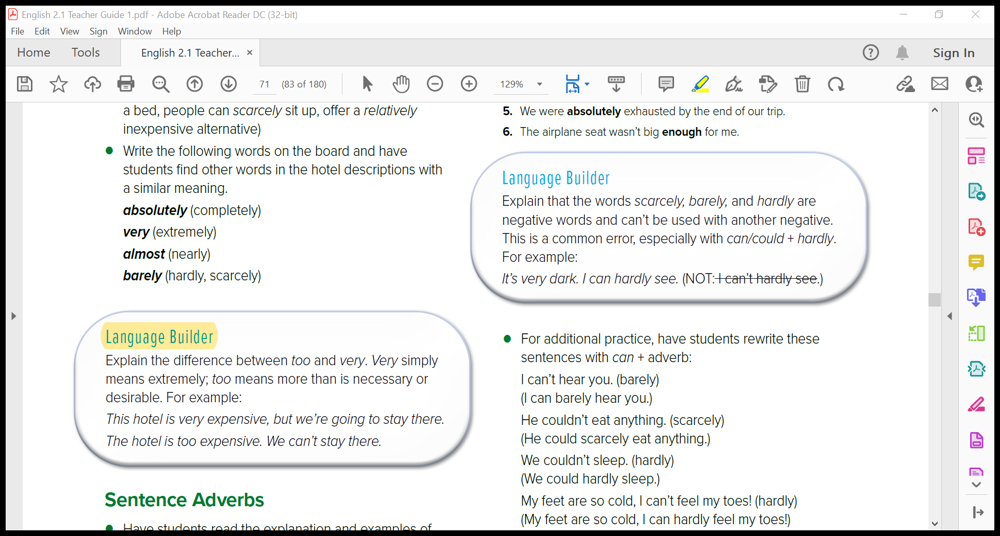 English 2.1 Teacher Guide 1.pdf - Adobe Acrobat Reader DC (32-bit)
File Edit View Sign Window Help
Home Tools English 2.1 Teacher... ×
Sign In
71 (83 of 180) 129%
a bed, people can scarcely sit up, offer a relatively
inexpensive alternative)
• Write the following words on the board and have
students find other words in the hotel descriptions with
a similar meaning.
absolutely (completely)
very (extremely)
almost (nearly)
barely (hardly, scarcely)
Language Builder
Explain the difference between too and very. Very simply
means extremely; too means more than is necessary or
desirable. For example:
This hotel is very expensive, but we're going to stay there.
The hotel is too expensive. We can't stay there.
Sentence Adverbs
• Have students read the explanation and examples of
5. We were absolutely exhausted by the end of our trip.
6. The airplane seat wasn't big enough for me.
Language Builder
Explain that the words scarcely, barely, and hardly are
negative words and can't be used with another negative.
This is a common error, especially with can/could + hardly.
For example:
It's very dark. I can hardly see. (NOT: I can't hardly see.)
• For additional practice, have students rewrite these
sentences with can + adverb:
I can't hear you. (barely)
(I can barely hear you.)
He couldn't eat anything. (scarcely)
(He could scarcely eat anything.)
We couldn't sleep. (hardly)
(We could hardly sleep.)
My feet are so cold, I can't feel my toes! (hardly)
(My feet are so cold, I can hardly feel my toes!)